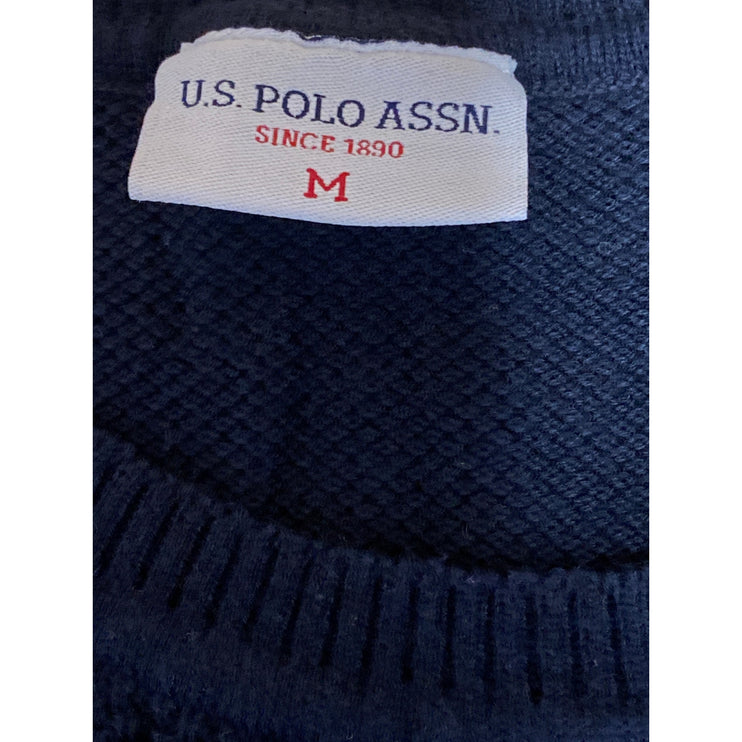 U.S. POLO ASSN.
SINCE 1890
M